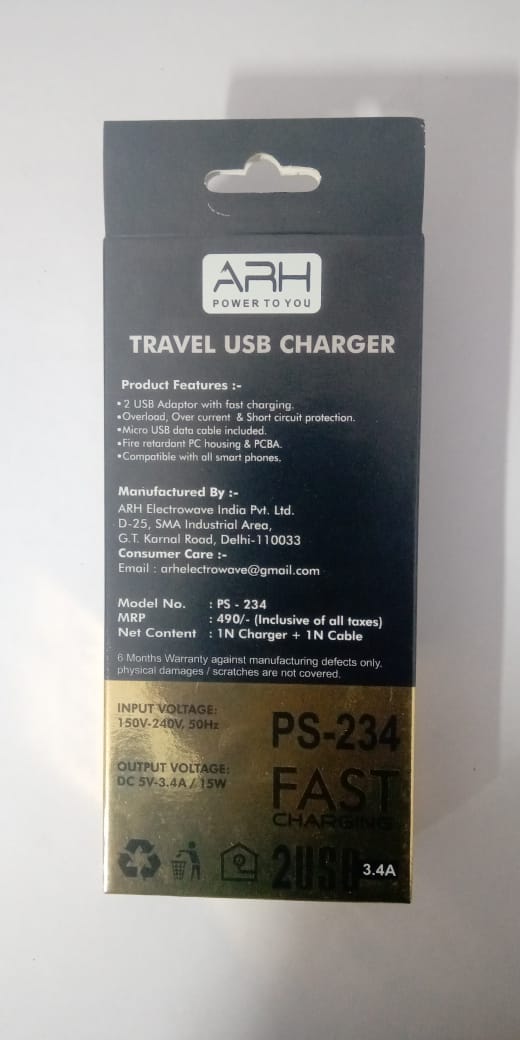 ARH
POWER TO YOU
TRAVEL USB CHARGER
Product Features :-
• 2 USB Adaptor with fast charging.
•Overload, Over current & Short circuit protection.
•Micro USB data cable included.
•Fire retardant PC housing & PCBA.
•Compatible with all smart phones.
Manufactured By :-
ARH Electrowave India Pvt. Ltd.
D-25, SMA Industrial Area,
G.T. Karnal Road, Delhi-110033
Consumer Care :-
Email : arhelectrowave@gmail.com
Model No. : PS - 234
MRP : 490/- (Inclusive of all taxes)
Net Content : 1N Charger + 1N Cable
6 Months Warranty against manufacturing defects only.
physical damages / scratches are not covered.
INPUT VOLTAGE:
150V-240V, 50Hz
OUTPUT VOLTAGE:
DC 5V-3.4A / 15W
PS-234
FAST
CHARGING
2USB 3.4A